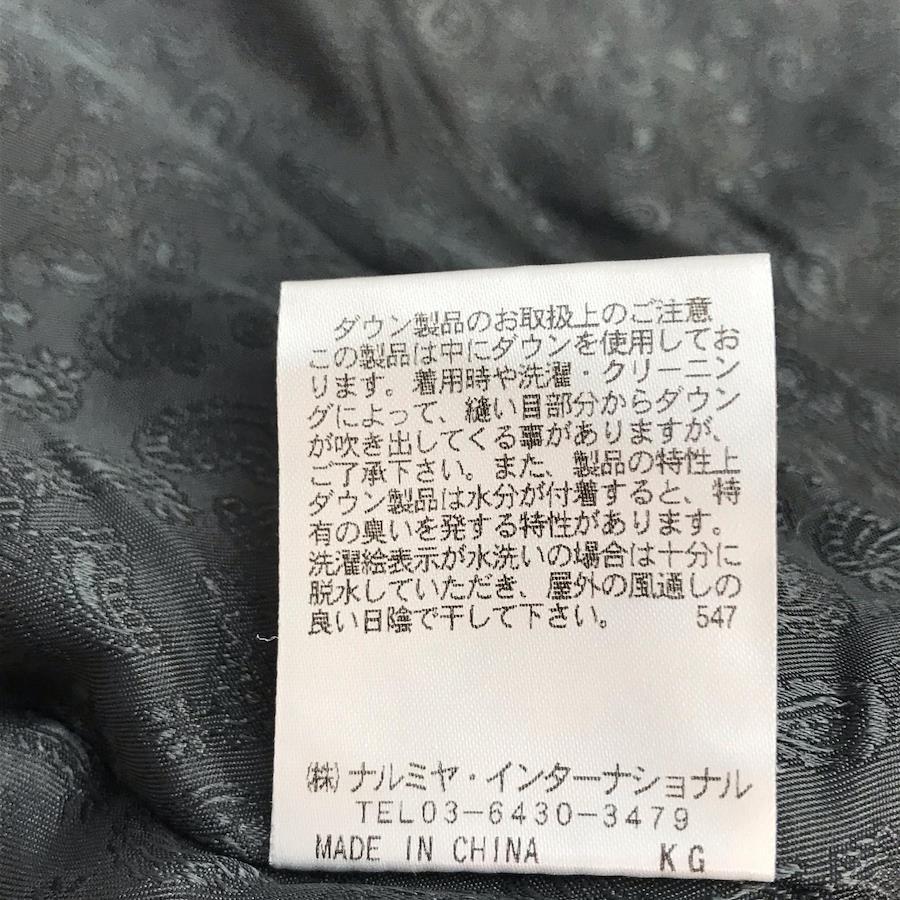 ダウン製品のお取扱上のご注意
この製品は中にダウンを使用してお
ります。着用時や洗濯・クリーニン
グによって、縫い目部分からダウン
が吹き出してくる事がありますが、
ご了承下さい。また、製品の特性上
ダウン製品は水分が付着すると、特
有の臭いを発する特性があります。
洗濯絵表示が水洗いの場合は十分に
脱水していただき、屋外の風通しの
良い日陰で干して下さい。 547
㈱ナルミヤ・インターナショナル
TEL03-6430-3479
MADE IN CHINA KG